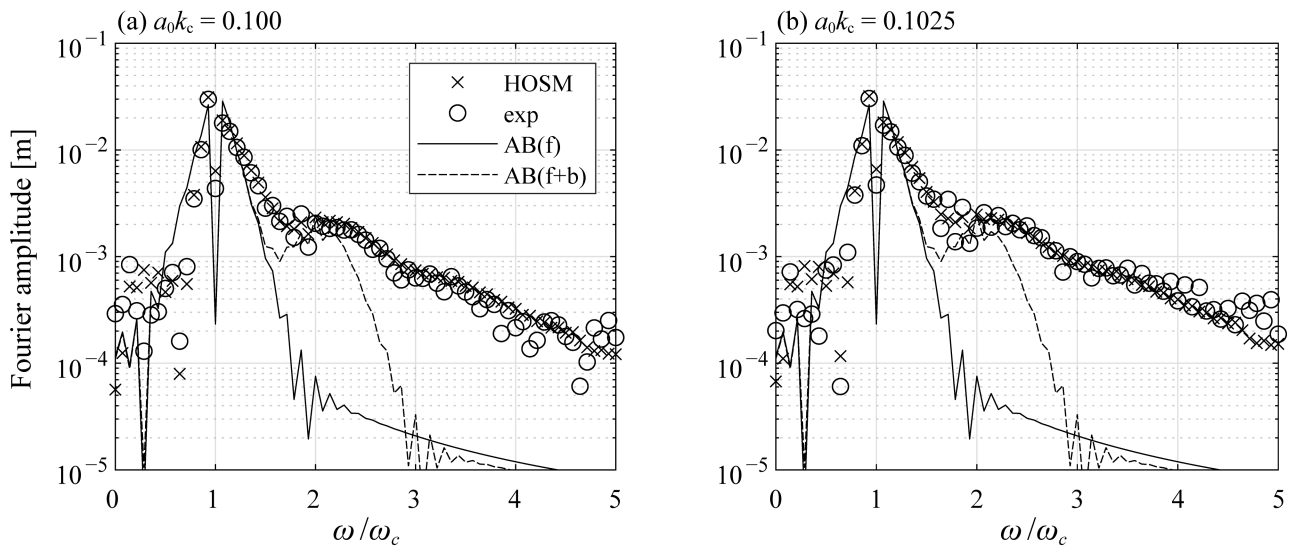 (a) a₀k_c = 0.100
(b) a₀k_c = 0.1025
Fourier amplitude [m]
10⁻¹
10⁻²
10⁻³
10⁻⁴
10⁻⁵
HOSM
exp
AB(f)
AB(f+b)
0 1 2 3 4 5
ω/ω_c
10⁻¹
10⁻²
10⁻³
10⁻⁴
10⁻⁵
0 1 2 3 4 5
ω/ω_c